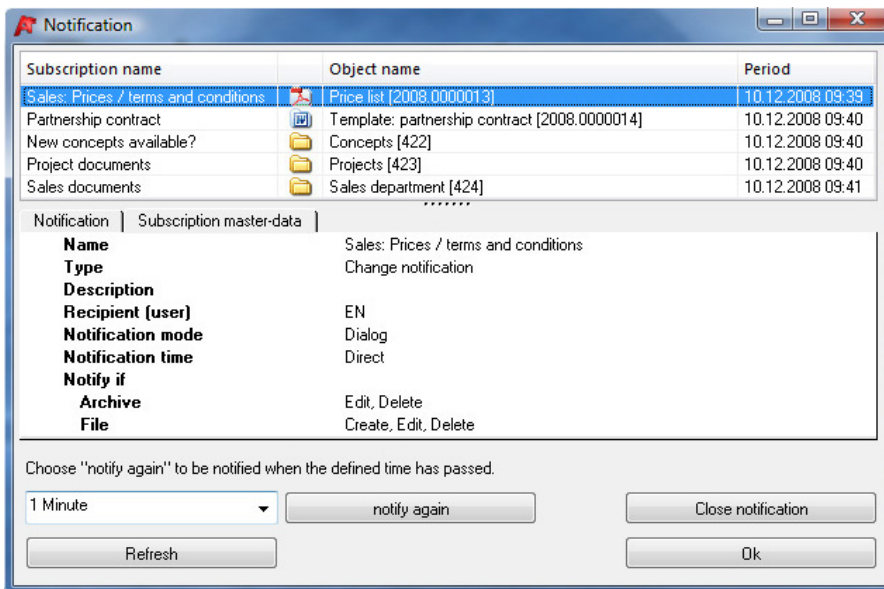 Notification
Subscription name Object name Period
Sales: Prices / terms and conditions Price list [2008.0000013] 10.12.2008 09:39
Partnership contract Template: partnership contract [2008.0000014] 10.12.2008 09:40
New concepts available? Concepts [422] 10.12.2008 09:40
Project documents Projects [423] 10.12.2008 09:40
Sales documents Sales department [424] 10.12.2008 09:41
Notification Subscription master-data
Name Sales: Prices / terms and conditions
Type Change notification
Description
Recipient (user) EN
Notification mode Dialog
Notification time Direct
Notify if
Archive Edit, Delete
File Create, Edit, Delete
Choose "notify again" to be notified when the defined time has passed.
1 Minute notify again Close notification
Refresh Ok